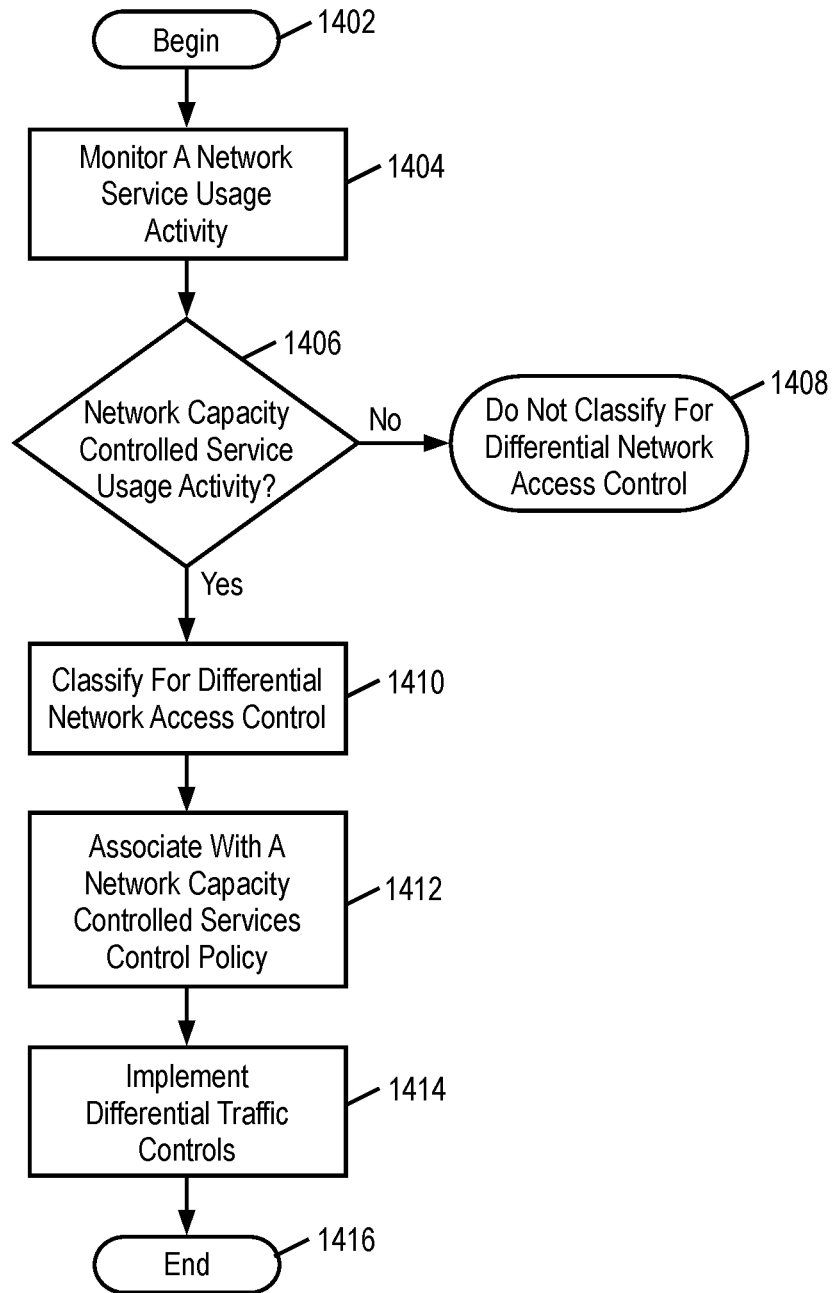 Begin
1402
Monitor A Network
Service Usage
Activity
1404
1406
Network Capacity
Controlled Service
Usage Activity?
No
Do Not Classify For
Differential Network
Access Control
1408
Yes
Classify For Differential
Network Access Control
1410
Associate With A
Network Capacity
Controlled Services
Control Policy
1412
Implement
Differential Traffic
Controls
1414
End
1416